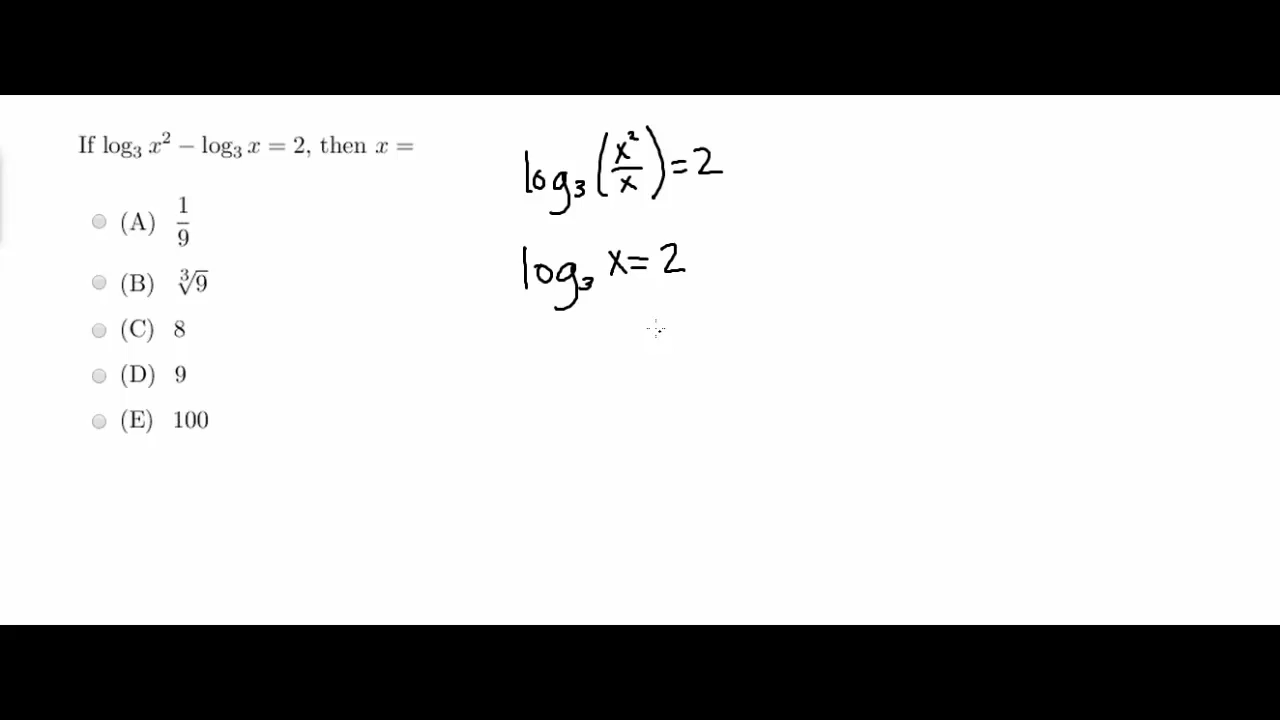 If log₃ x² − log₃ x = 2, then x =
(A) 1/9
(B) ∛9
(C) 8
(D) 9
(E) 100
log₃ (x²/x) = 2
log₃ x = 2